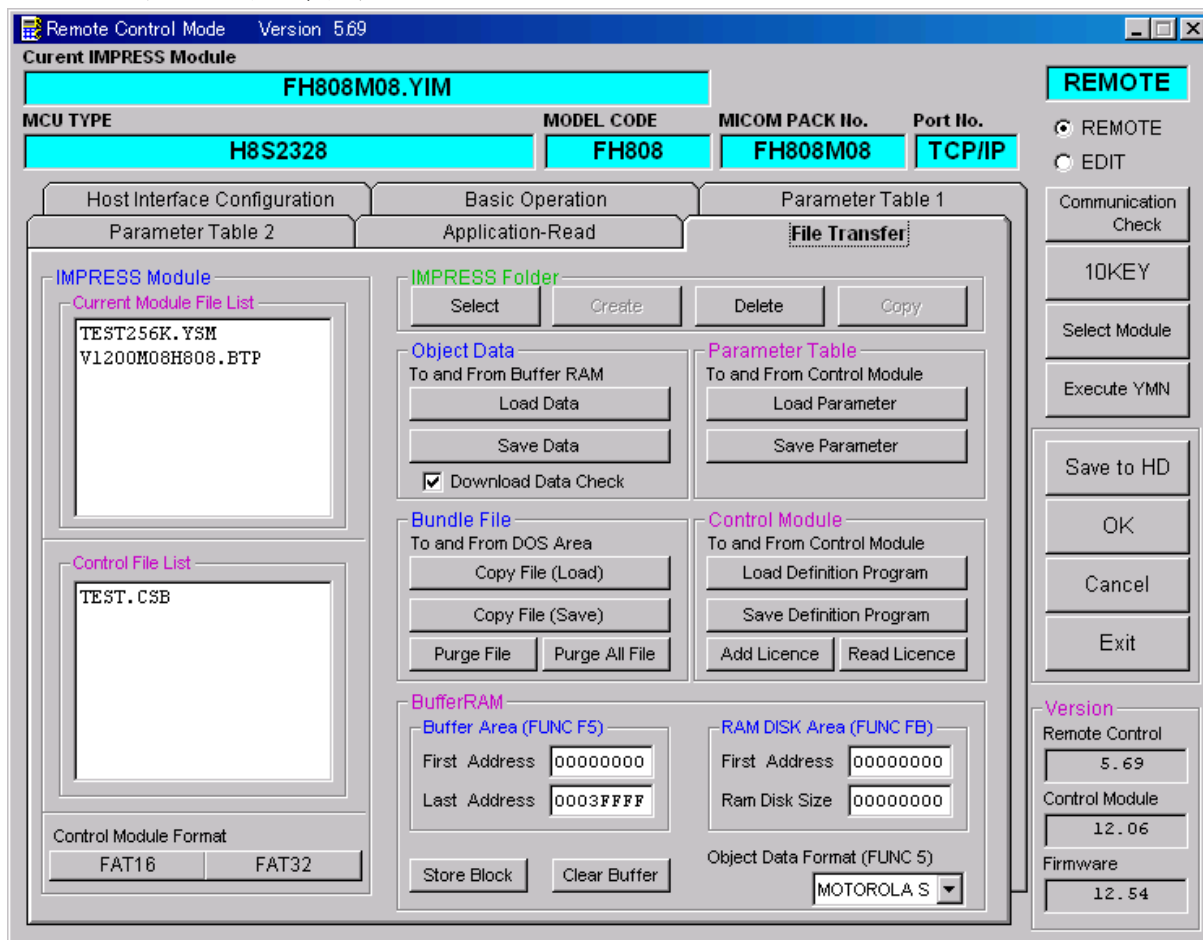 Remote Control Mode Version 5.69
Curent IMPRESS Module
FH808M08.YIM
REMOTE
MCU TYPE MODEL CODE MICOM PACK No. Port No.
H8S2328 FH808 FH808M08 TCP/IP
REMOTE
EDIT
Host Interface Configuration Basic Operation Parameter Table 1
Parameter Table 2 Application-Read File Transfer
Communication
Check
10KEY
Select Module
Execute YMN
Save to HD
OK
Cancel
Exit
IMPRESS Module
Current Module File List
TEST256K.YSM
V1200M08H808.BTP
Control File List
TEST.CSB
Control Module Format
FAT16 FAT32
IMPRESS Folder
Select Create Delete Copy
Object Data
To and From Buffer RAM
Load Data
Save Data
Download Data Check
Parameter Table
To and From Control Module
Load Parameter
Save Parameter
Bundle File
To and From DOS Area
Copy File (Load)
Copy File (Save)
Purge File Purge All File
Control Module
To and From Control Module
Load Definition Program
Save Definition Program
Add Licence Read Licence
BufferRAM
Buffer Area (FUNC F5)
First Address 00000000
Last Address 0003FFFF
RAM DISK Area (FUNC FB)
First Address 00000000
Ram Disk Size 00000000
Store Block Clear Buffer
Object Data Format (FUNC 5)
MOTOROLA S
Version
Remote Control
5.69
Control Module
12.06
Firmware
12.54